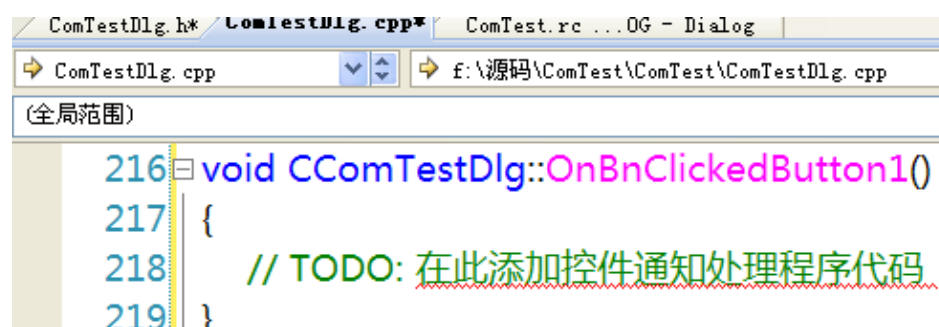 ComTestDlg.h* ComTestDlg.cpp* ComTest.rc ...OG - Dialog
ComTestDlg.cpp f:\源码\ComTest\ComTest\ComTestDlg.cpp
(全局范围)
216 void CComTestDlg::OnBnClickedButton1()
217 {
218 // TODO: 在此添加控件通知处理程序代码
219 }